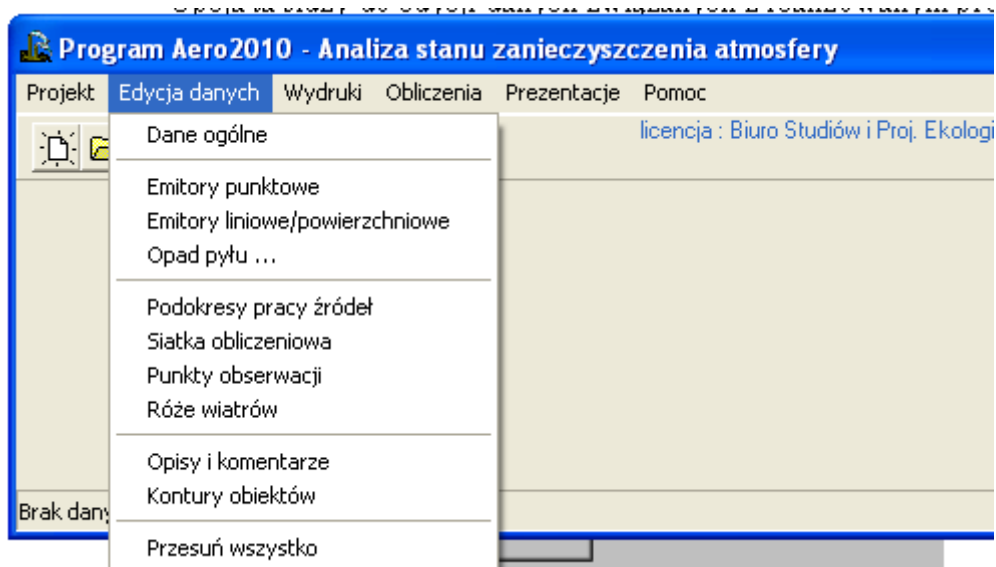 Program Aero2010 - Analiza stanu zanieczyszczenia atmosfery
Projekt Edycja danych Wydruki Obliczenia Prezentacje Pomoc
licencja : Biuro Studiów i Proj. Ekologi
Dane ogólne
Emitory punktowe
Emitory liniowe/powierzchniowe
Opad pyłu ...
Podokresy pracy źródeł
Siatka obliczeniowa
Punkty obserwacji
Róże wiatrów
Opisy i komentarze
Kontury obiektów
Brak dany
Przesuń wszystko